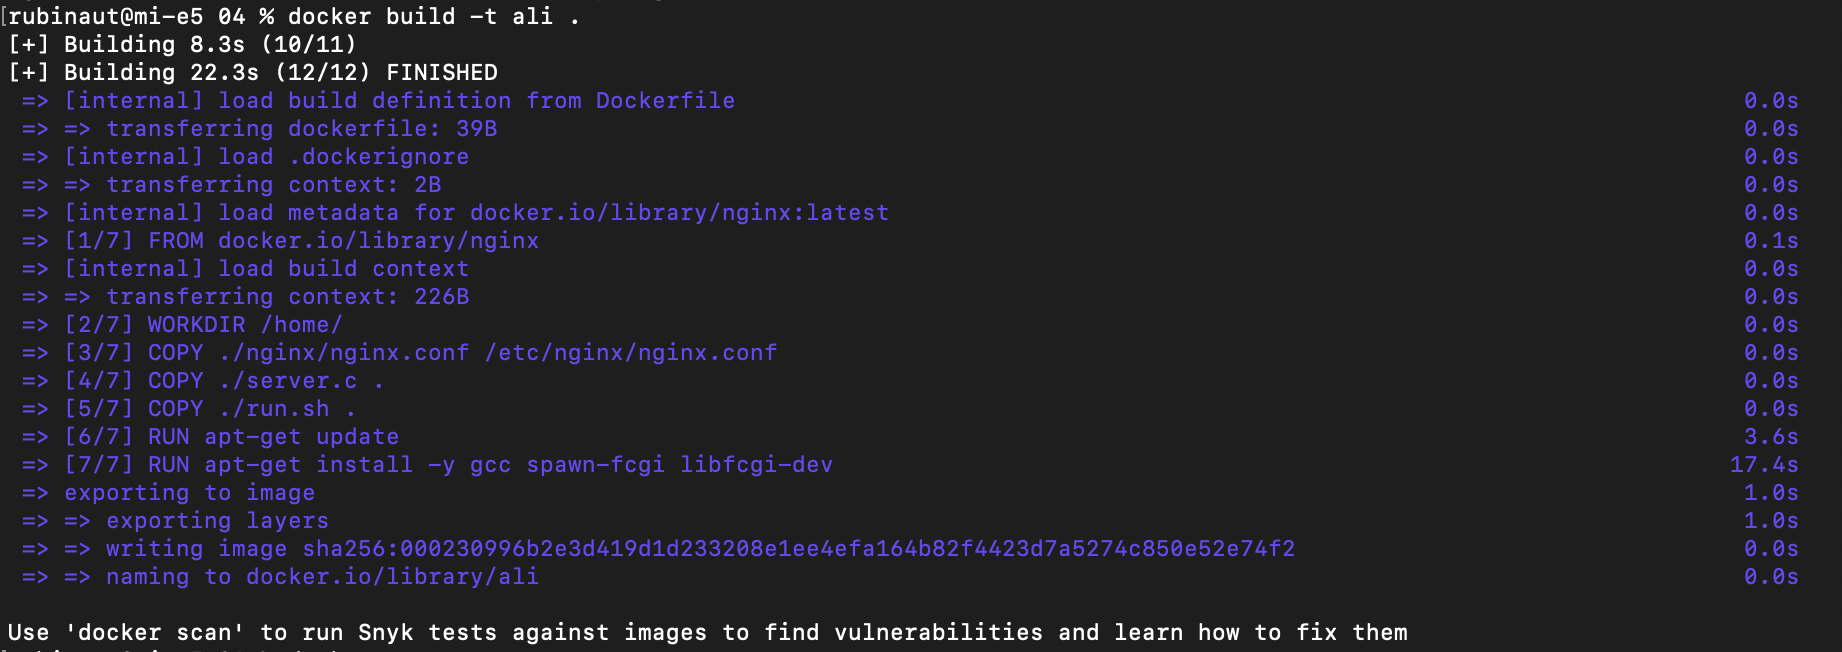 [rubinaut@mi-e5 04 % docker build -t ali .
[+] Building 8.3s (10/11)
[+] Building 22.3s (12/12) FINISHED
=> [internal] load build definition from Dockerfile 0.0s
=> => transferring dockerfile: 39B 0.0s
=> [internal] load .dockerignore 0.0s
=> => transferring context: 2B 0.0s
=> [internal] load metadata for docker.io/library/nginx:latest 0.0s
=> [1/7] FROM docker.io/library/nginx 0.1s
=> [internal] load build context 0.0s
=> => transferring context: 226B 0.0s
=> [2/7] WORKDIR /home/ 0.0s
=> [3/7] COPY ./nginx/nginx.conf /etc/nginx/nginx.conf 0.0s
=> [4/7] COPY ./server.c . 0.0s
=> [5/7] COPY ./run.sh . 0.0s
=> [6/7] RUN apt-get update 3.6s
=> [7/7] RUN apt-get install -y gcc spawn-fcgi libfcgi-dev 17.4s
=> exporting to image 1.0s
=> => exporting layers 1.0s
=> => writing image sha256:000230996b2e3d419d1d233208e1ee4efa164b82f4423d7a5274c850e52e74f2 0.0s
=> => naming to docker.io/library/ali 0.0s
Use 'docker scan' to run Snyk tests against images to find vulnerabilities and learn how to fix them